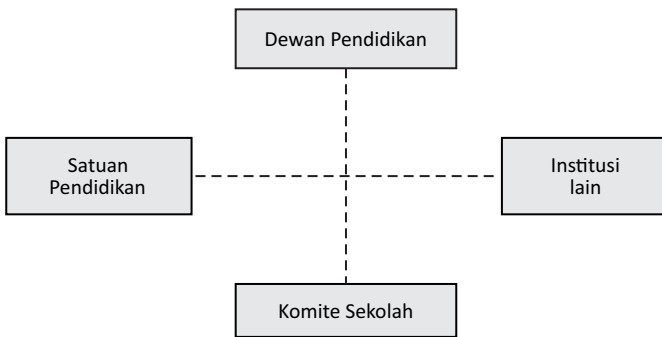 Dewan Pendidikan
Satuan
Pendidikan
Institusi
lain
Komite Sekolah